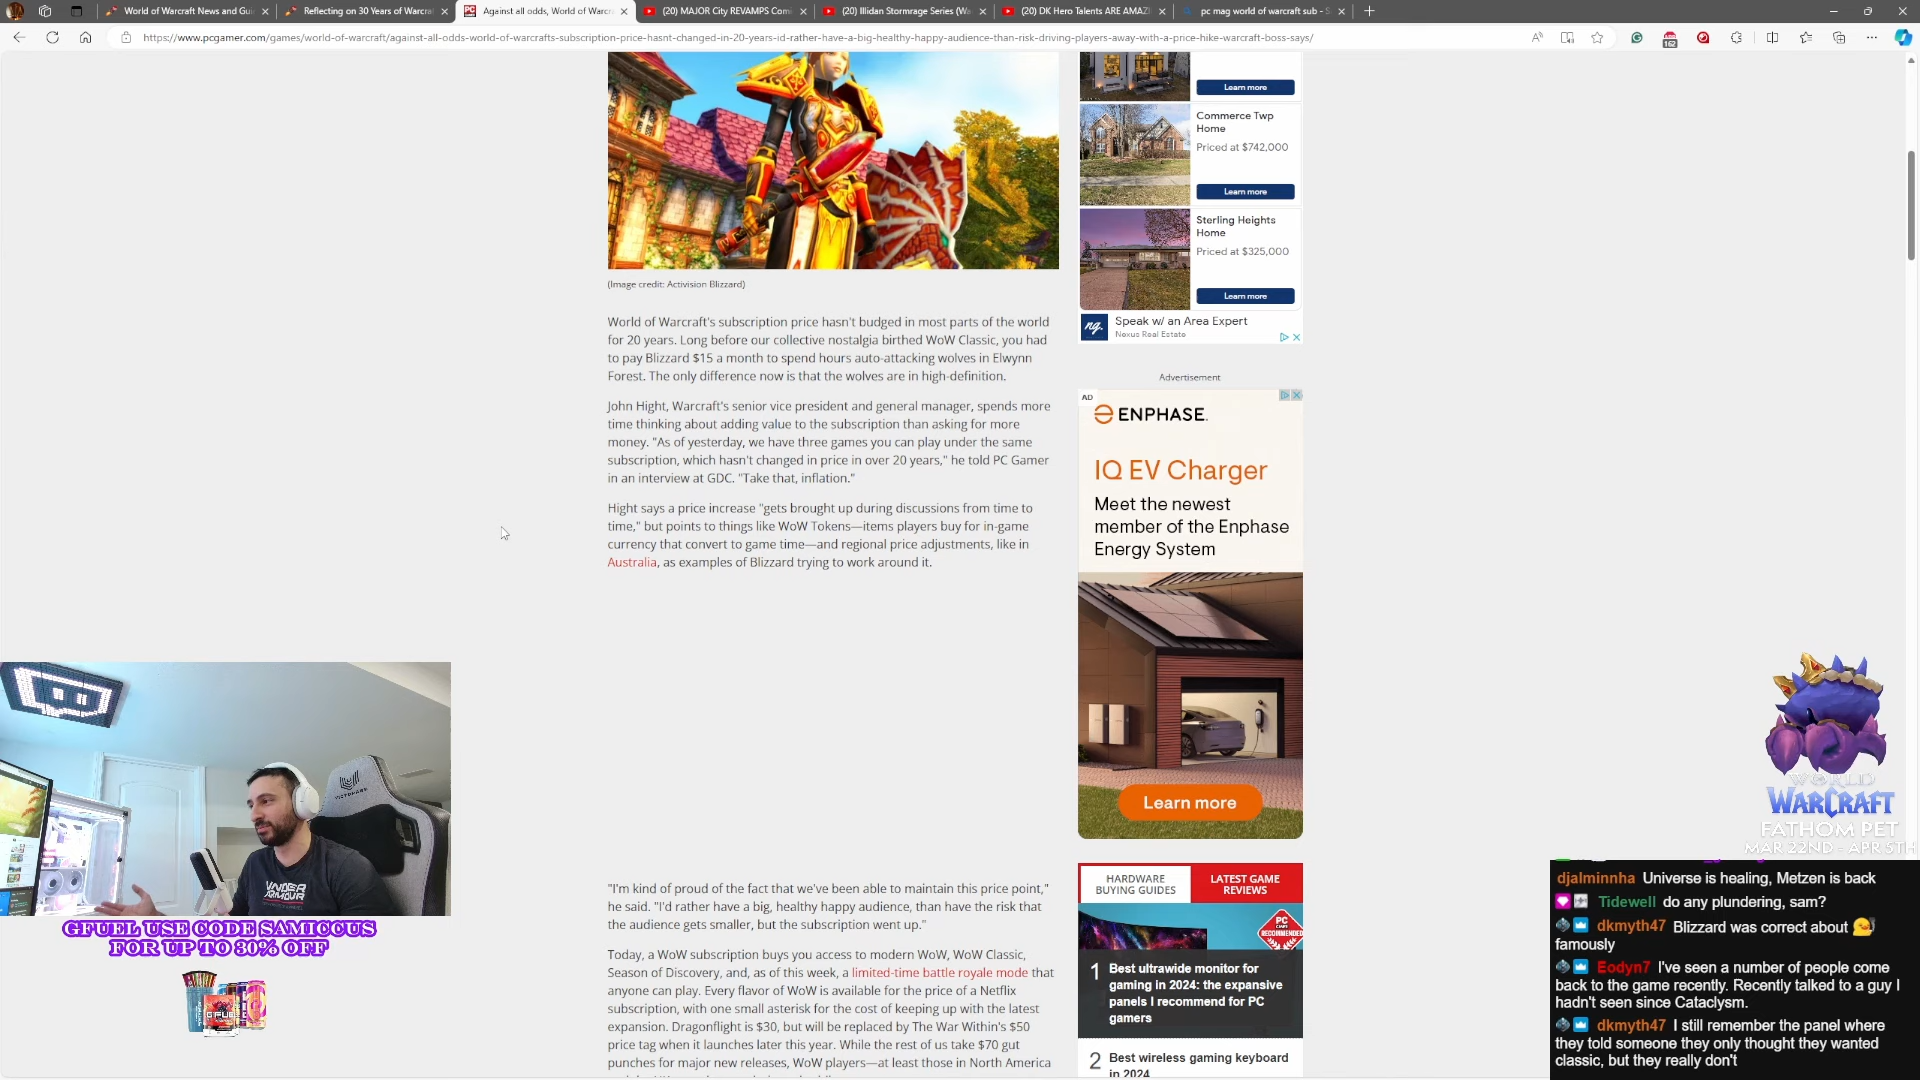 World of Warcraft News and Gui
Reflecting on 30 Years of Warcra
Against all odds, World of Warcr
(20) MAJOR City REVAMPS Comi
(20) Illidan Stormrage Series (Wa
(20) DK Hero Talents ARE AMAZ
pc mag world of warcraft sub - S
https://www.pcgamer.com/games/world-of-warcraft/against-all-odds-world-of-warcrafts-subscription-price-hasnt-changed-in-20-years-id-rather-have-a-big-healthy-happy-audience-than-risk-driving-players-away-with-a-price-hike-warcraft-boss-says/
162
(Image credit: Activision Blizzard)
World of Warcraft's subscription price hasn't budged in most parts of the world
for 20 years. Long before our collective nostalgia birthed WoW Classic, you had
to pay Blizzard $15 a month to spend hours auto-attacking wolves in Elwynn
Forest. The only difference now is that the wolves are in high-definition.
John Hight, Warcraft's senior vice president and general manager, spends more
time thinking about adding value to the subscription than asking for more
money. "As of yesterday, we have three games you can play under the same
subscription, which hasn't changed in price in over 20 years," he told PC Gamer
in an interview at GDC. "Take that, inflation."
Hight says a price increase "gets brought up during discussions from time to
time," but points to things like WoW Tokens—items players buy for in-game
currency that convert to game time—and regional price adjustments, like in
Australia, as examples of Blizzard trying to work around it.
"I'm kind of proud of the fact that we've been able to maintain this price point,"
he said. "I'd rather have a big, healthy happy audience, than have the risk that
the audience gets smaller, but the subscription went up."
Today, a WoW subscription buys you access to modern WoW, WoW Classic,
Season of Discovery, and, as of this week, a limited-time battle royale mode that
anyone can play. Every flavor of WoW is available for the price of a Netflix
subscription, with one small asterisk for the cost of keeping up with the latest
expansion. Dragonflight is $30, but will be replaced by The War Within's $50
price tag when it launches later this year. While the rest of us take $70 gut
punches for major new releases, WoW players—at least those in North America
Learn more
Commerce Twp
Home
Priced at $742,000
Learn more
Sterling Heights
Home
Priced at $325,000
Learn more
ng.
Speak w/ an Area Expert
Nexus Real Estate
Advertisement
AD
ENPHASE.
IQ EV Charger
Meet the newest
member of the Enphase
Energy System
Learn more
HARDWARE
BUYING GUIDES
LATEST GAME
REVIEWS
PC
RECOMMENDED
1 Best ultrawide monitor for
gaming in 2024: the expansive
panels I recommend for PC
gamers
2 Best wireless gaming keyboard
in 2024
UNDER
ARMOUR
GFUEL USE CODE SAMICCUS
FOR UP TO 30% OFF
GFUEL
WORLD
WARCRAFT
FATHOM PET
MAR 22ND - APR 5TH
djalminnha Universe is healing, Metzen is back
Tidewell do any plundering, sam?
dkmyth47 Blizzard was correct about
famously
Eodyn7 I've seen a number of people come
back to the game recently. Recently talked to a guy I
hadn't seen since Cataclysm.
dkmyth47 I still remember the panel where
they told someone they only thought they wanted
classic, but they really don't